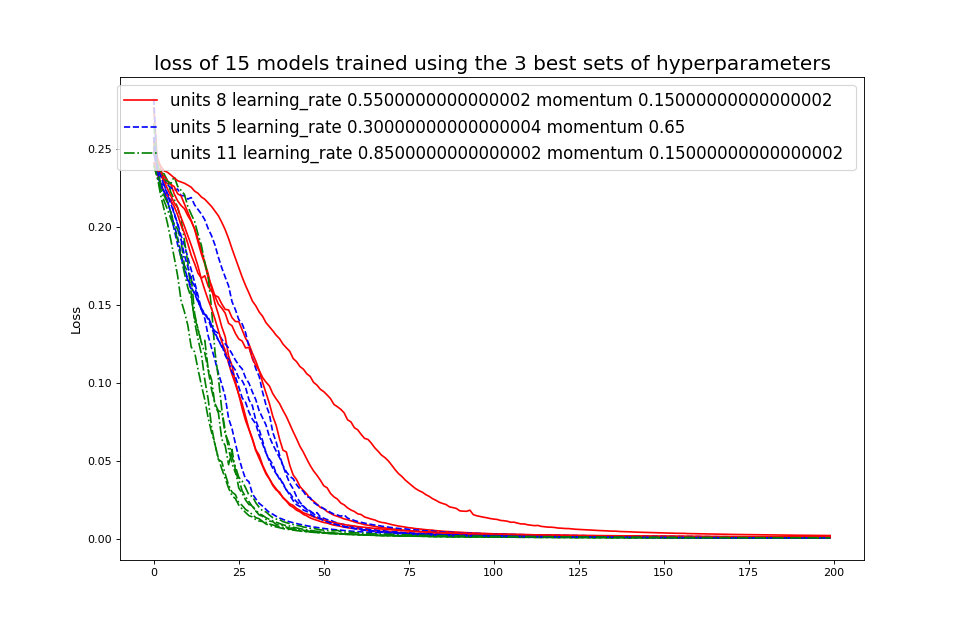 loss of 15 models trained using the 3 best sets of hyperparameters
units 8 learning_rate 0.5500000000000002 momentum 0.15000000000000002
units 5 learning_rate 0.30000000000000004 momentum 0.65
units 11 learning_rate 0.8500000000000002 momentum 0.15000000000000002
0.25
0.20
0.15
0.10
0.05
0.00
Loss
0 25 50 75 100 125 150 175 200